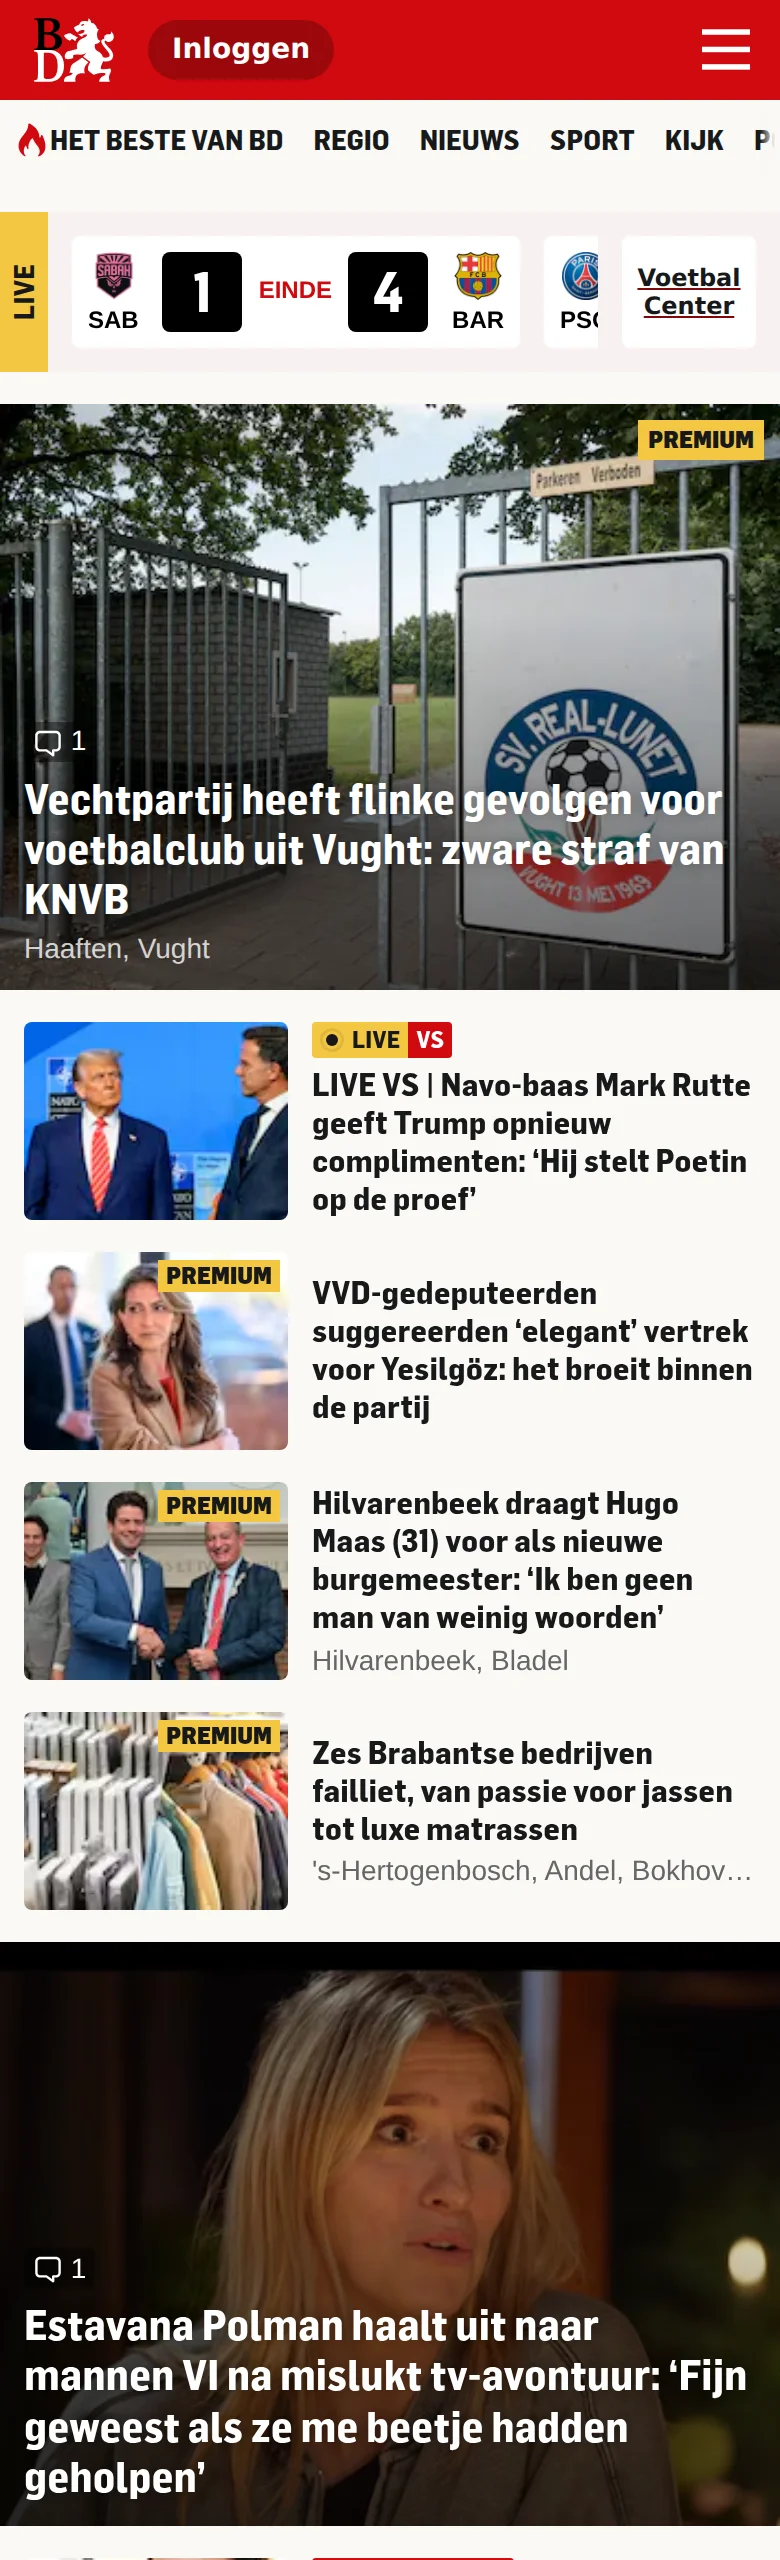 B
D
Inloggen
HET BESTE VAN BD REGIO NIEUWS SPORT KIJK
LIVE
SABAH
SAB
1
EINDE
4
FCB
BAR
PARIS
PSG
Voetbal
Center
PREMIUM
Parkeren Verboden
SV. REAL-LUNET
VUGHT 13 MEI 1969
1
Vechtpartij heeft flinke gevolgen voor
voetbalclub uit Vught: zware straf van
KNVB
Haaften, Vught
NATO
LIVE VS
LIVE VS | Navo-baas Mark Rutte
geeft Trump opnieuw
complimenten: ‘Hij stelt Poetin
op de proef’
PREMIUM
VVD-gedeputeerden
suggereerden ‘elegant’ vertrek
voor Yesilgöz: het broeit binnen
de partij
PREMIUM
Hilvarenbeek draagt Hugo
Maas (31) voor als nieuwe
burgemeester: ‘Ik ben geen
man van weinig woorden’
Hilvarenbeek, Bladel
PREMIUM
Zes Brabantse bedrijven
failliet, van passie voor jassen
tot luxe matrassen
's-Hertogenbosch, Andel, Bokhov...
1
Estavana Polman haalt uit naar
mannen VI na mislukt tv-avontuur: ‘Fijn
geweest als ze me beetje hadden
geholpen’